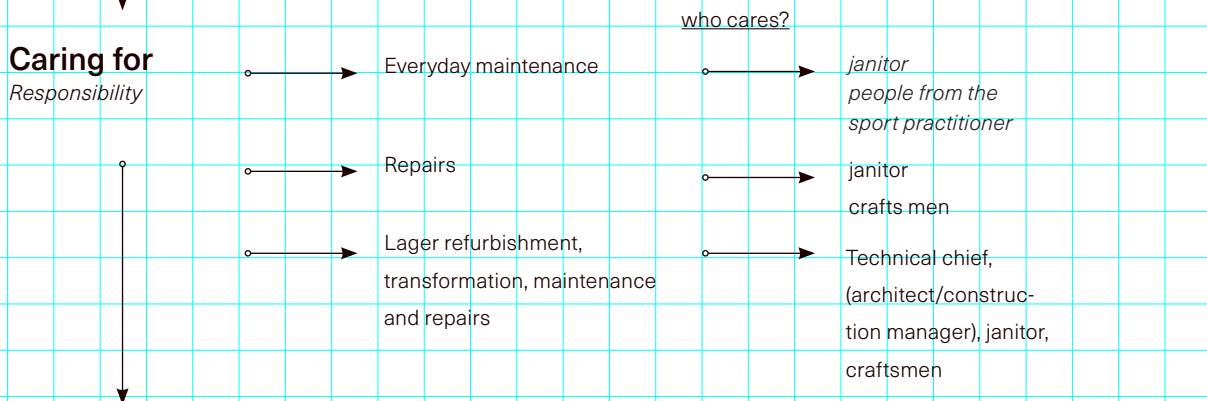 who cares?
Caring for
Responsibility
Everyday maintenance
janitor
people from the
sport practitioner
Repairs
janitor
crafts men
Lager refurbishment,
transformation, maintenance
and repairs
Technical chief,
(architect/construc-
tion manager), janitor,
craftsmen